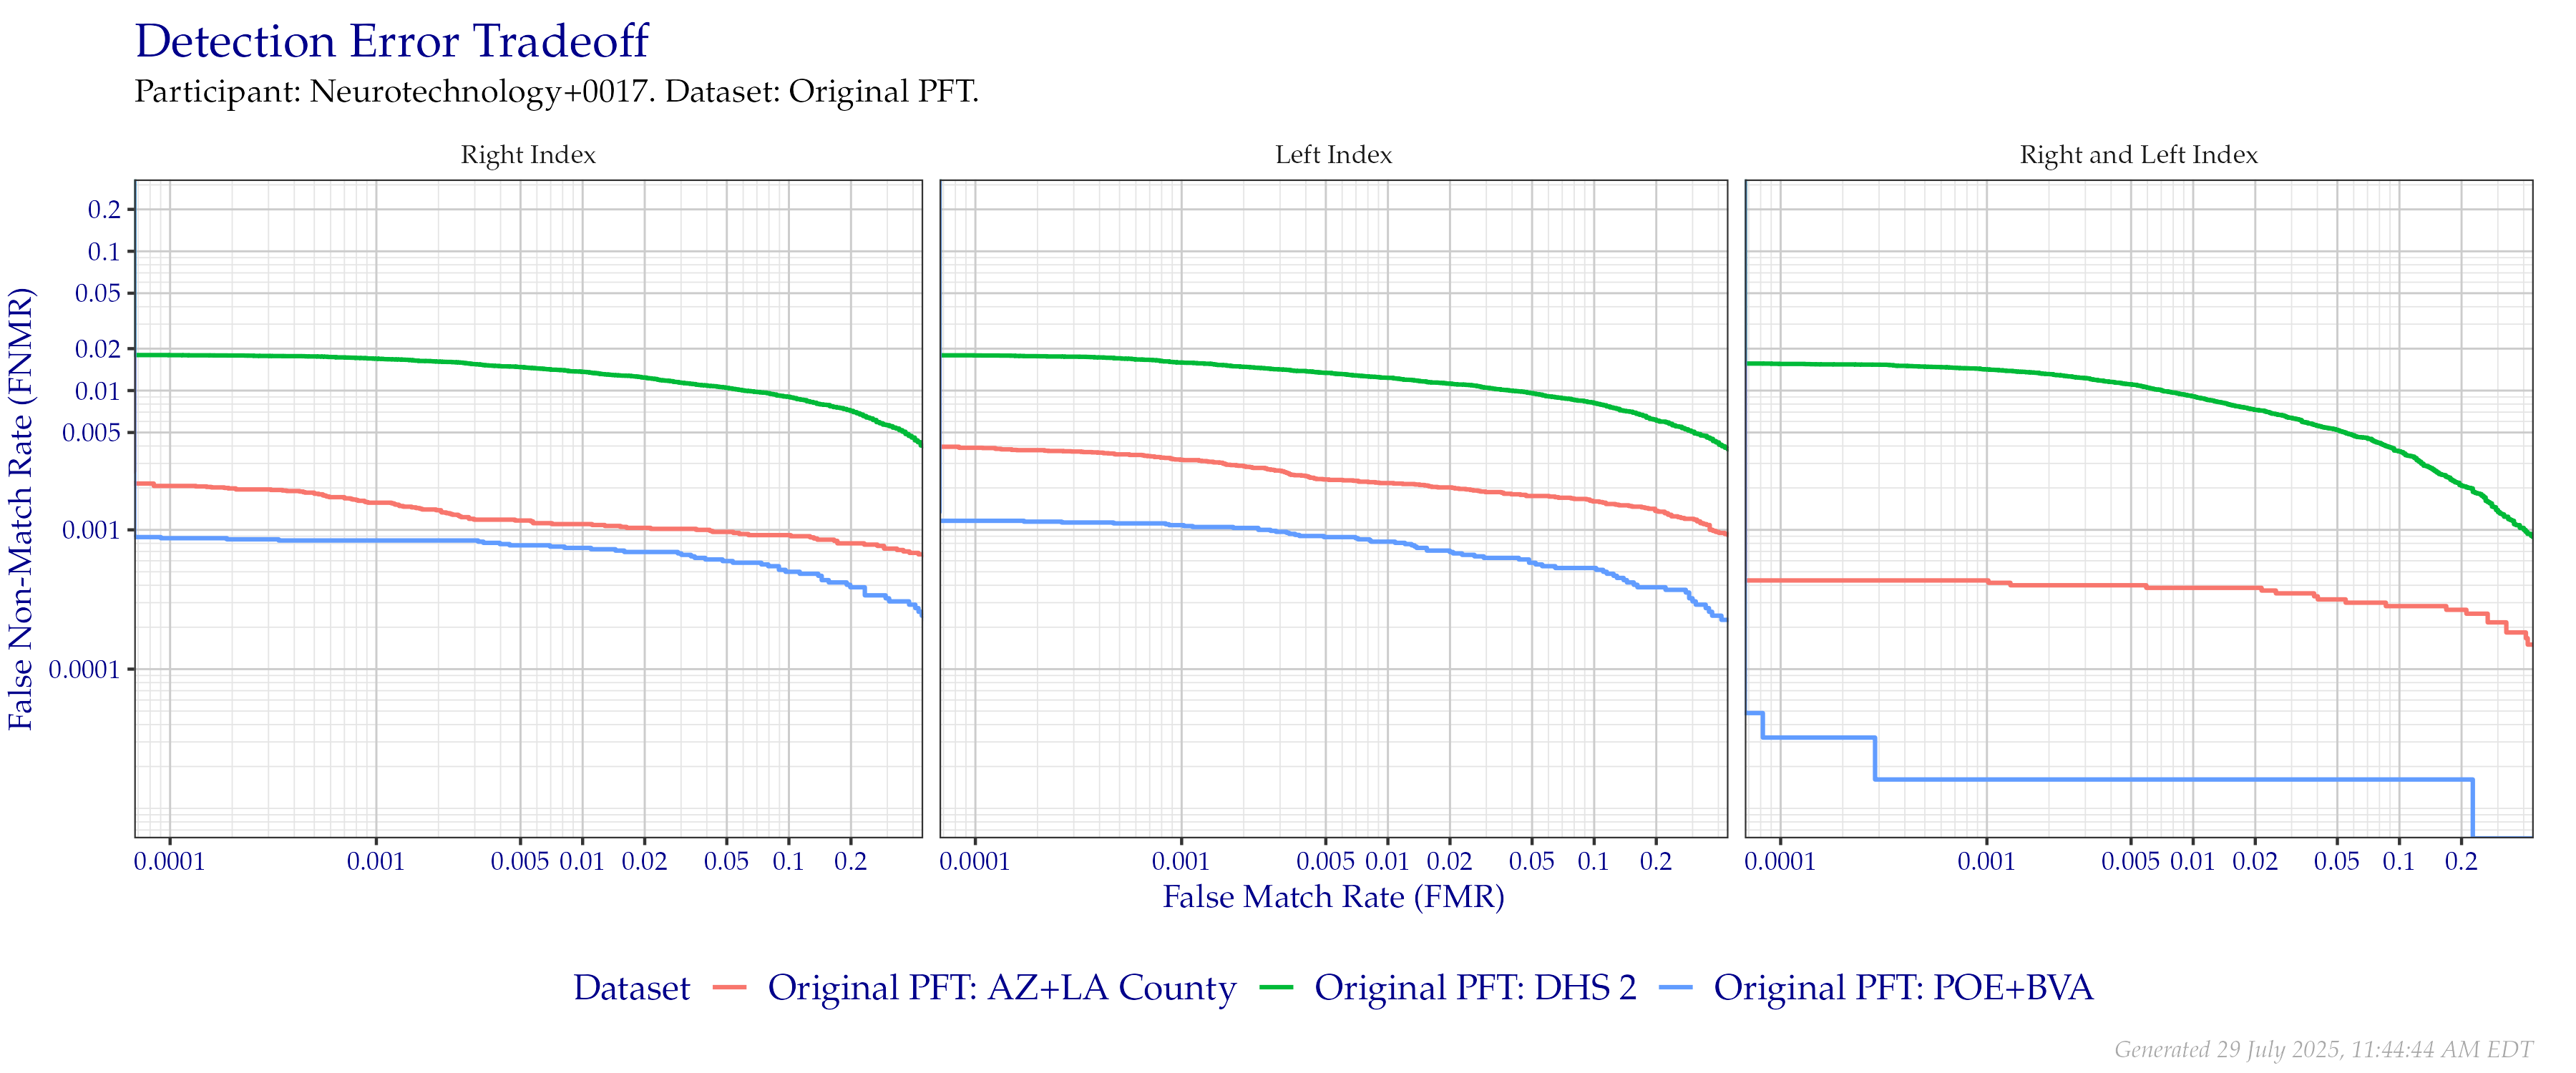 Detection Error Tradeoff
Participant: Neurotechnology+0017. Dataset: Original PFT.
Right Index
Left Index
Right and Left Index
False Non-Match Rate (FNMR)
0.2
0.1
0.05
0.02
0.01
0.005
0.001
0.0001
0.0001 0.001 0.005 0.01 0.02 0.05 0.1 0.2
0.0001 0.001 0.005 0.01 0.02 0.05 0.1 0.2
0.0001 0.001 0.005 0.01 0.02 0.05 0.1 0.2
False Match Rate (FMR)
Dataset Original PFT: AZ+LA County Original PFT: DHS 2 Original PFT: POE+BVA
Generated 29 July 2025, 11:44:44 AM EDT